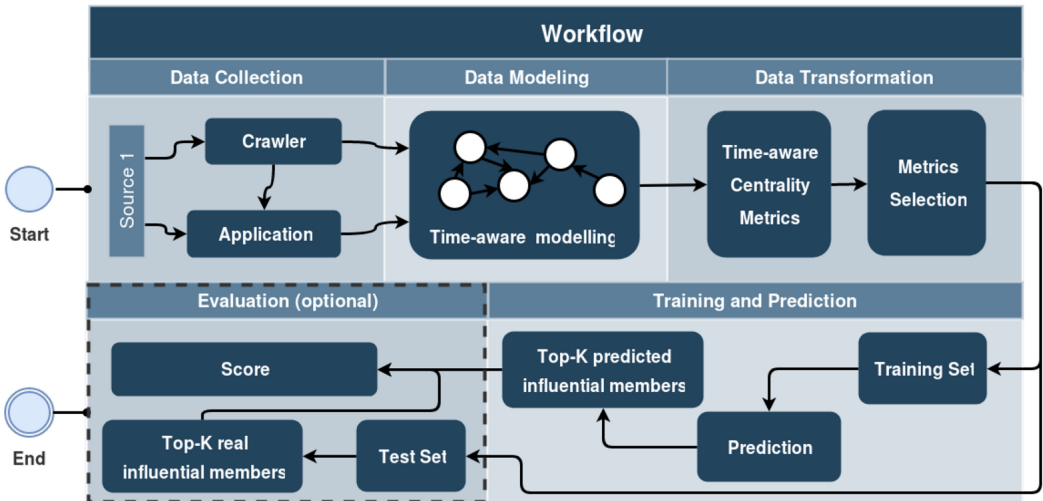 Workflow
Data Collection
Data Modeling
Data Transformation
Start
Source 1
Crawler
Application
Time-aware modelling
Time-aware
Centrality
Metrics
Metrics
Selection
Evaluation (optional)
Training and Prediction
End
Score
Top-K real
influential members
Test Set
Top-K predicted
influential members
Prediction
Training Set